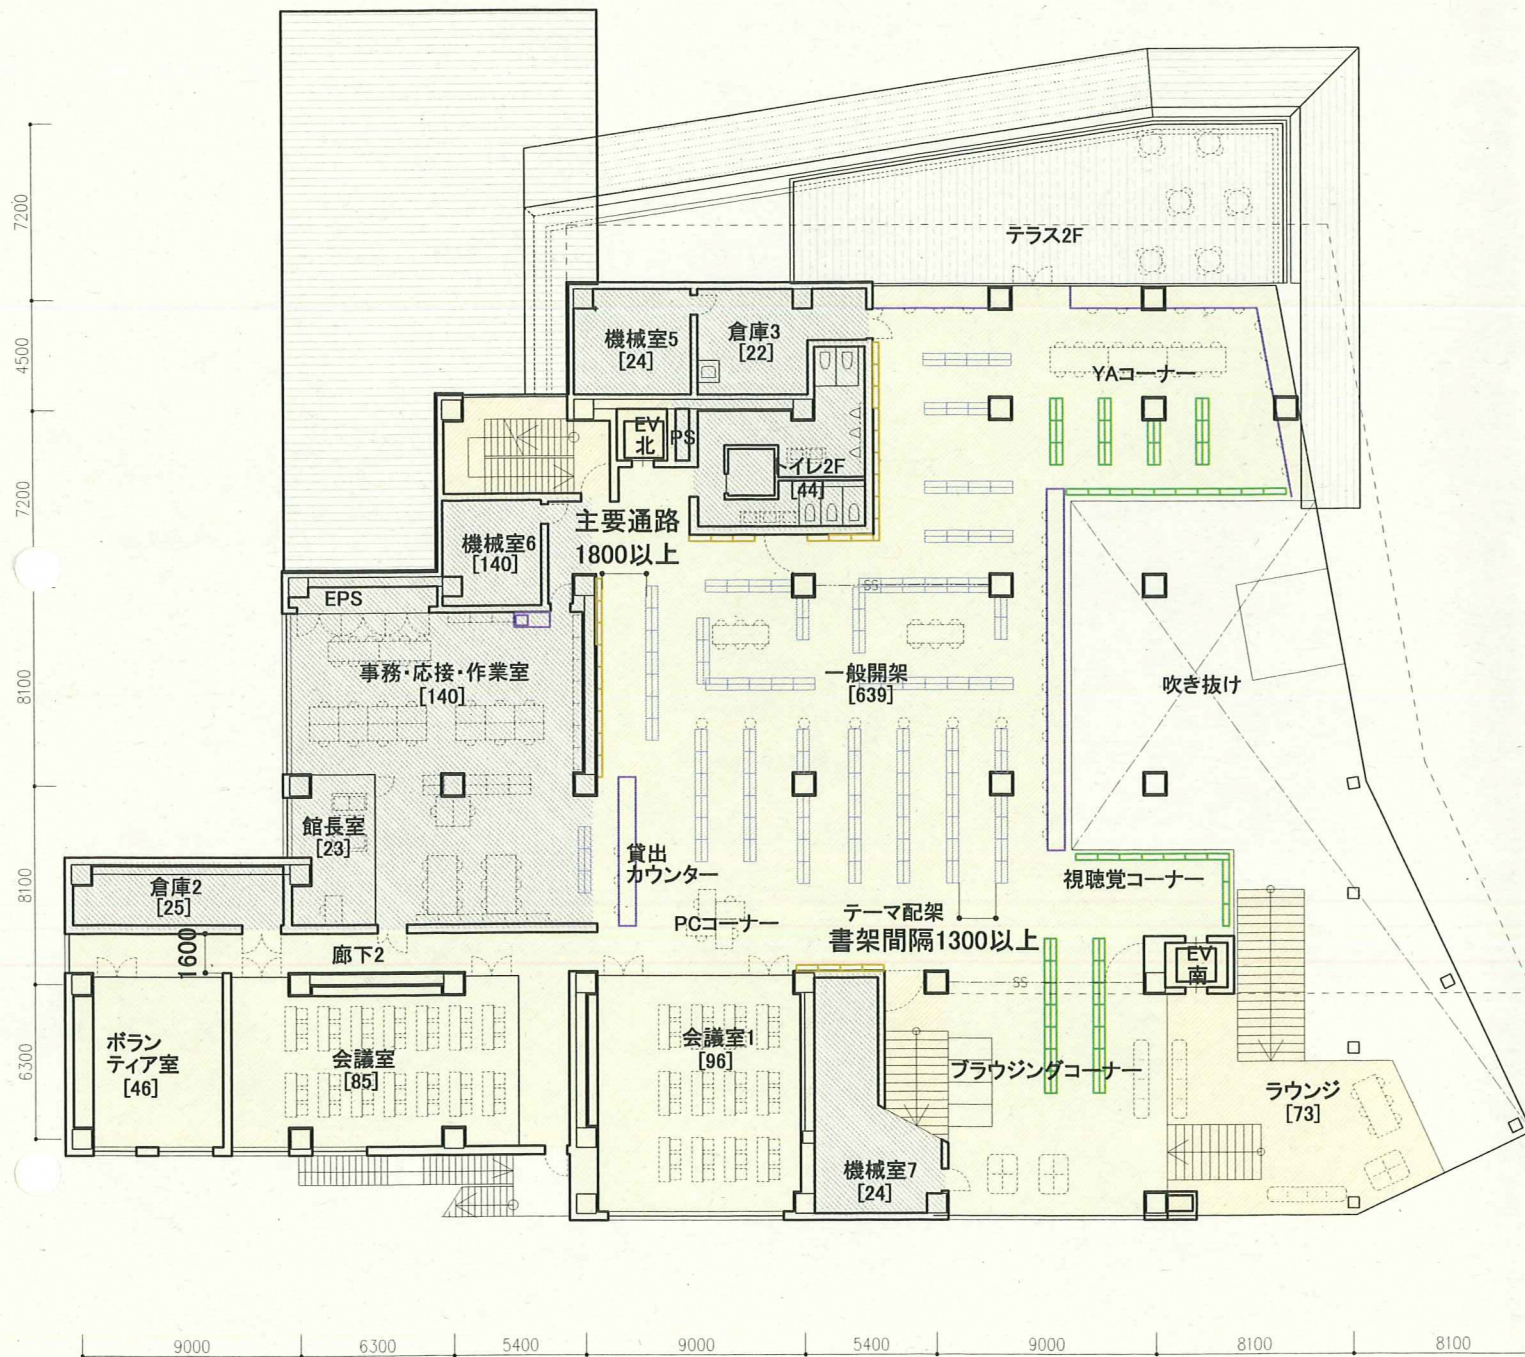 テラス2F
7200
機械室5
[24]
倉庫3
[22]
YAコーナー
4500
EV
北
PS
トイレ2F
[44]
7200
主要通路
1800以上
機械室6
[140]
EPS
SS
事務・応接・作業室
[140]
一般開架
[639]
吹き抜け
8100
館長室
[23]
貸出
カウンター
視聴覚コーナー
倉庫2
[25]
8100
PCコーナー
テーマ配架
書架間隔1300以上
1600
廊下2
EV
南
SS
ボラン
ティア室
[46]
会議室
[85]
会議室1
[96]
ブラウジングコーナー
ラウンジ
[73]
6300
機械室7
[24]
9000
6300
5400
9000
5400
9000
8100
8100